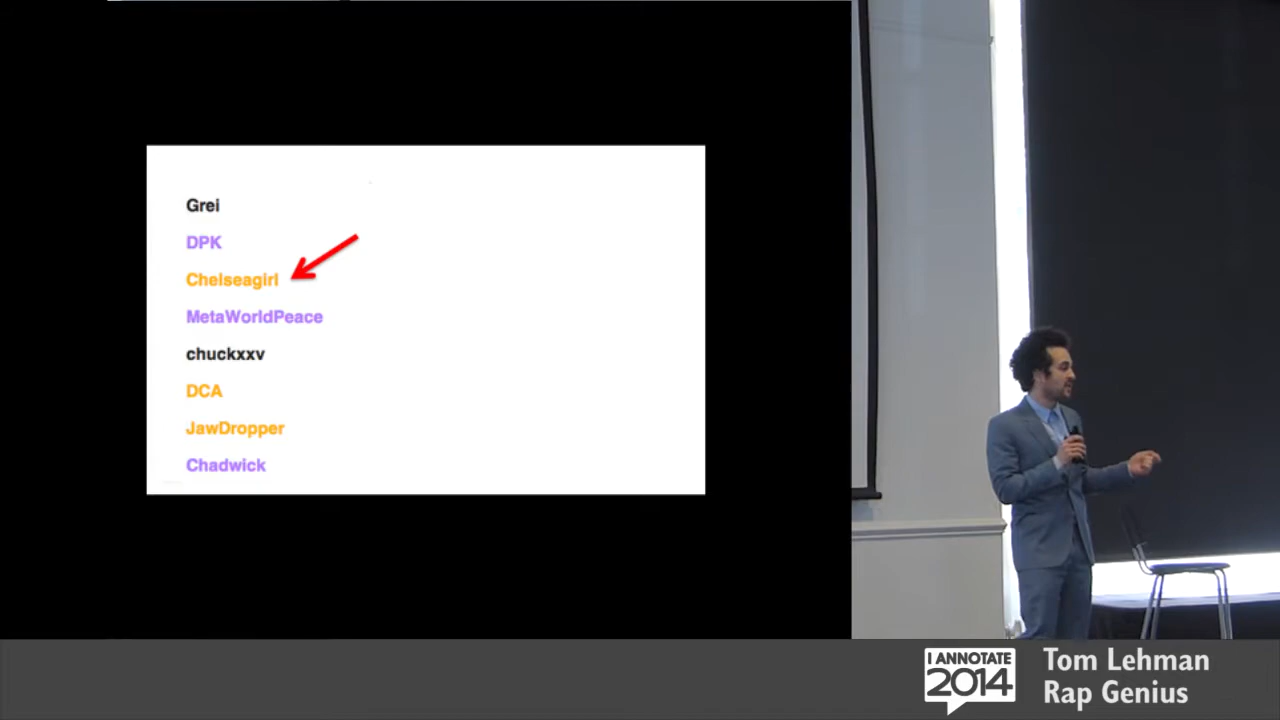 Grei
DPK
Chelseagirl
MetaWorldPeace
chuckxxv
DCA
JawDropper
Chadwick
I ANNOTATE
2014
Tom Lehman
Rap Genius